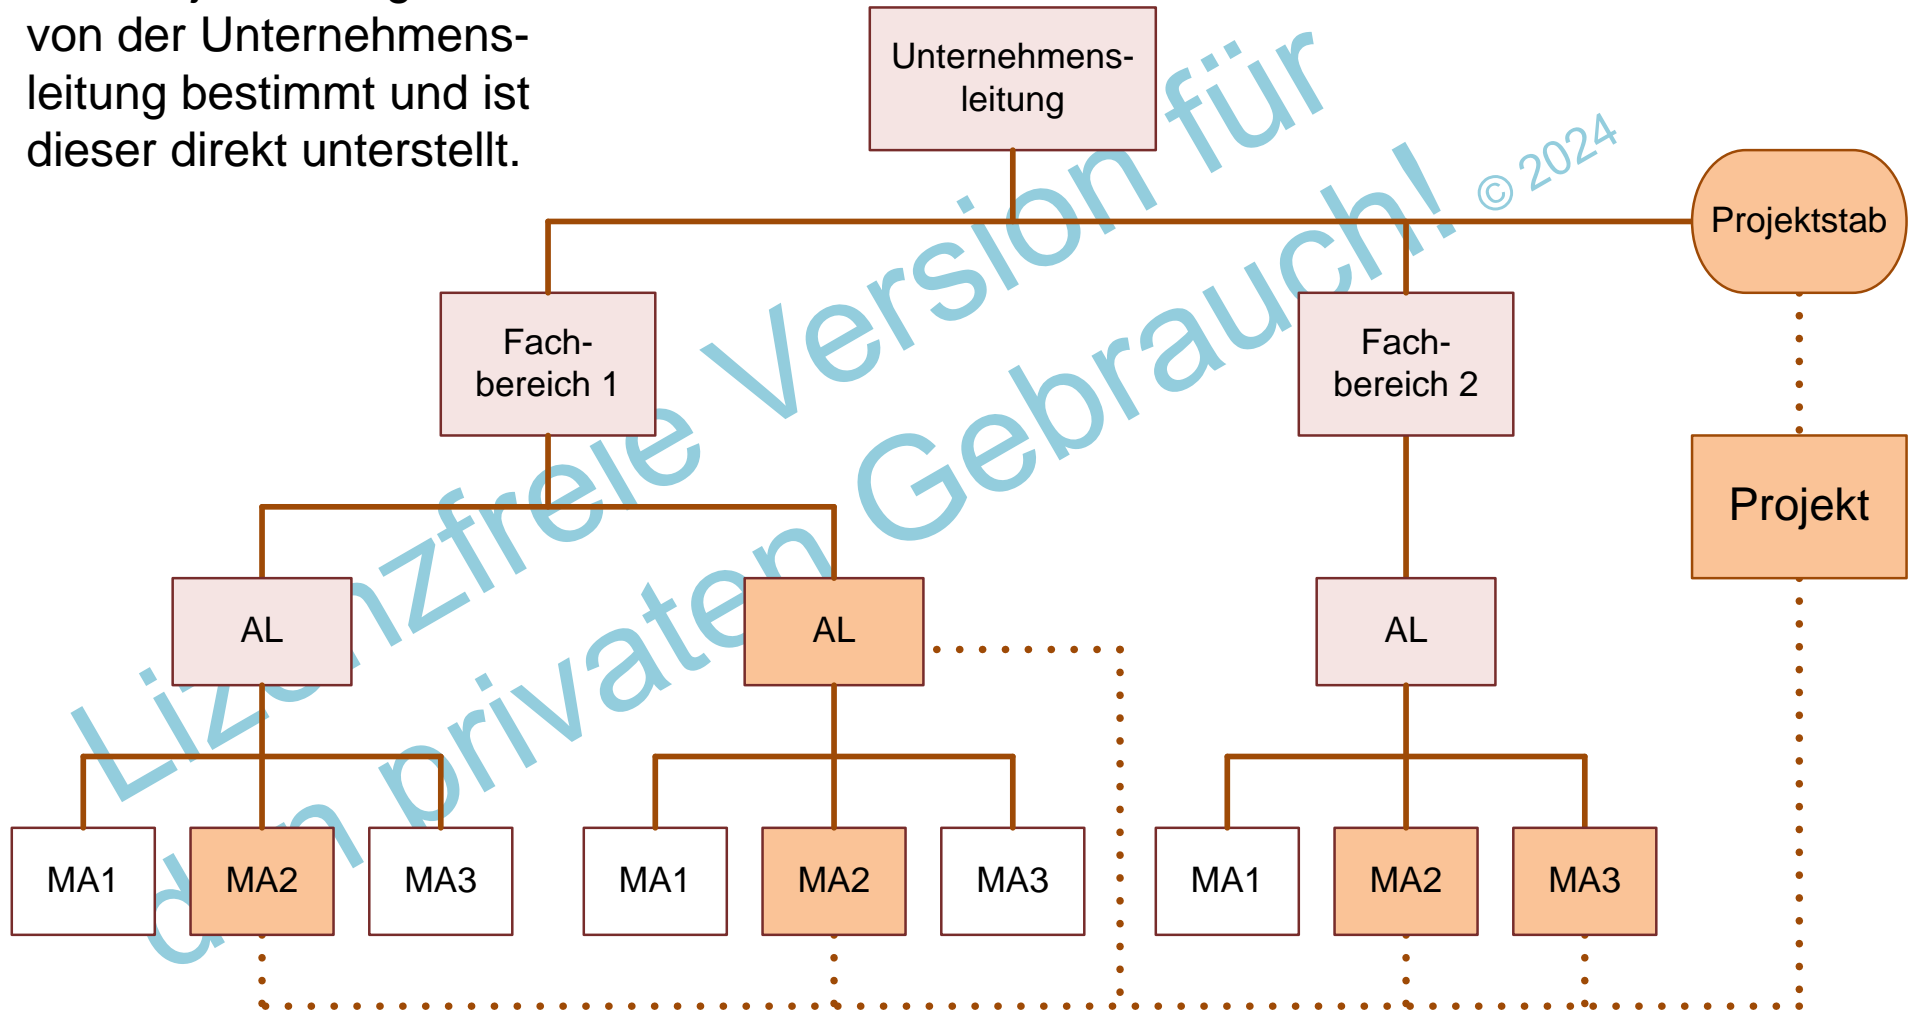 von der Unternehmens-
leitung bestimmt und ist
dieser direkt unterstellt.
Unternehmens-
leitung
Projektstab
Fach-
bereich 1
Fach-
bereich 2
Projekt
AL
AL
AL
MA1
MA2
MA3
MA1
MA2
MA3
MA1
MA2
MA3
Lizenzfreie Version für
den privaten Gebrauch! © 2024